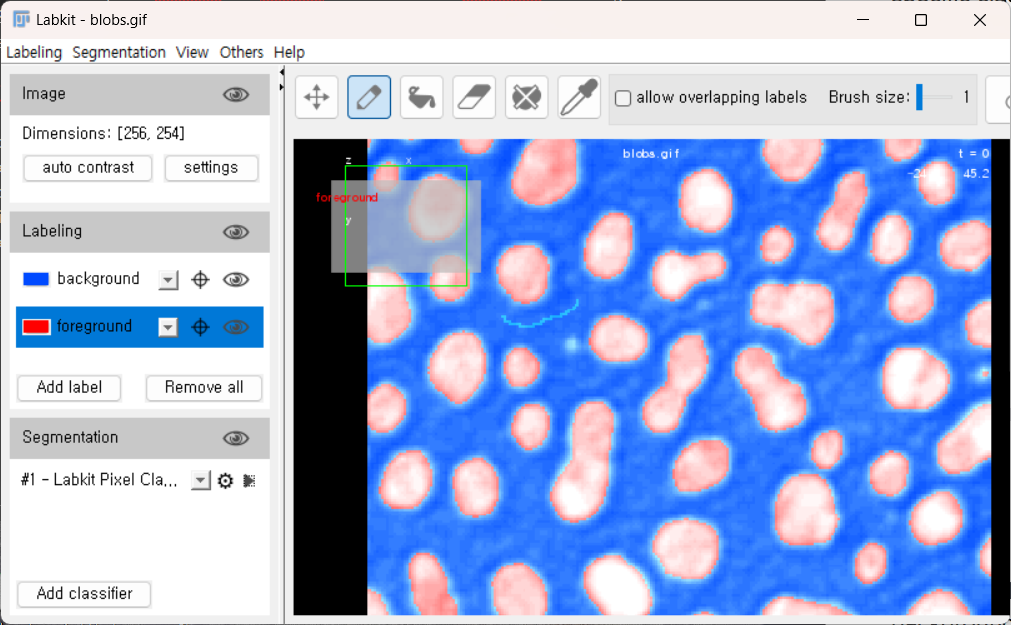 Labkit - blobs.gif
Labeling Segmentation View Others Help
Image
Dimensions: [256, 254]
auto contrast settings
Labeling
background
foreground
Add label Remove all
Segmentation
#1 - Labkit Pixel Cla...
Add classifier
allow overlapping labels Brush size: 1
blobs.gif t = 0
45.2
z x
foreground
y